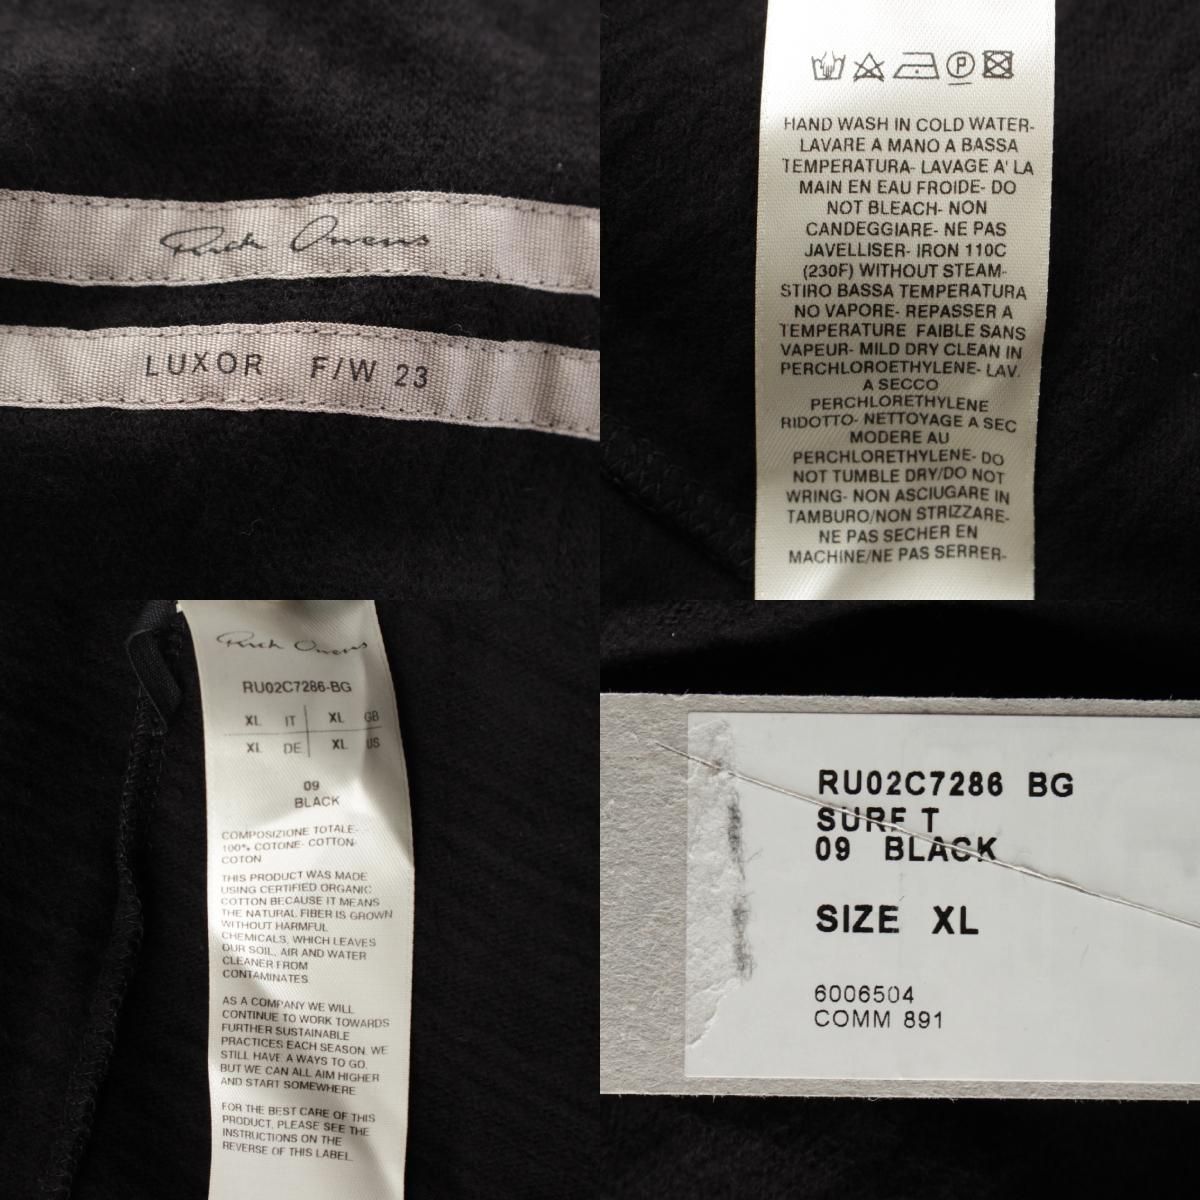 Rick Owens
LUXOR F/W 23
HAND WASH IN COLD WATER-
LAVARE A MANO A BASSA
TEMPERATURA- LAVAGE A' LA
MAIN EN EAU FROIDE- DO
NOT BLEACH- NON
CANDEGGIARE- NE PAS
JAVELLISER- IRON 110C
(230F) WITHOUT STEAM-
STIRO BASSA TEMPERATURA
NO VAPORE- REPASSER A
TEMPERATURE FAIBLE SANS
VAPEUR- MILD DRY CLEAN IN
PERCHLOROETHYLENE- LAV.
A SECCO
PERCHLORETHYLENE
RIDOTTO- NETTOYAGE A SEC
MODERE AU
PERCHLORETHYLENE- DO
NOT TUMBLE DRY/DO NOT
WRING- NON ASCIUGARE IN
TAMBURO/NON STRIZZARE-
NE PAS SECHER EN
MACHINE/NE PAS SERRER-
Rick Owens
RU02C7286-BG
XL IT XL GB
XL DE XL US
09
BLACK
COMPOSIZIONE TOTALE-
100% COTONE- COTTON-
COTON
THIS PRODUCT WAS MADE
USING CERTIFIED ORGANIC
COTTON BECAUSE IT MEANS
THE NATURAL FIBER IS GROWN
WITHOUT HARMFUL
CHEMICALS, WHICH LEAVES
OUR SOIL, AIR AND WATER
CLEANER FROM
CONTAMINATES
AS A COMPANY WE WILL
CONTINUE TO WORK TOWARDS
FURTHER SUSTAINABLE
PRACTICES EACH SEASON. WE
STILL HAVE A WAYS TO GO,
BUT WE CAN ALL AIM HIGHER
AND START SOMEWHERE
FOR THE BEST CARE OF THIS
PRODUCT, PLEASE SEE THE
INSTRUCTIONS ON THE
REVERSE OF THIS LABEL.
RU02C7286 BG
SURF T
09 BLACK
SIZE XL
6006504
COMM 891